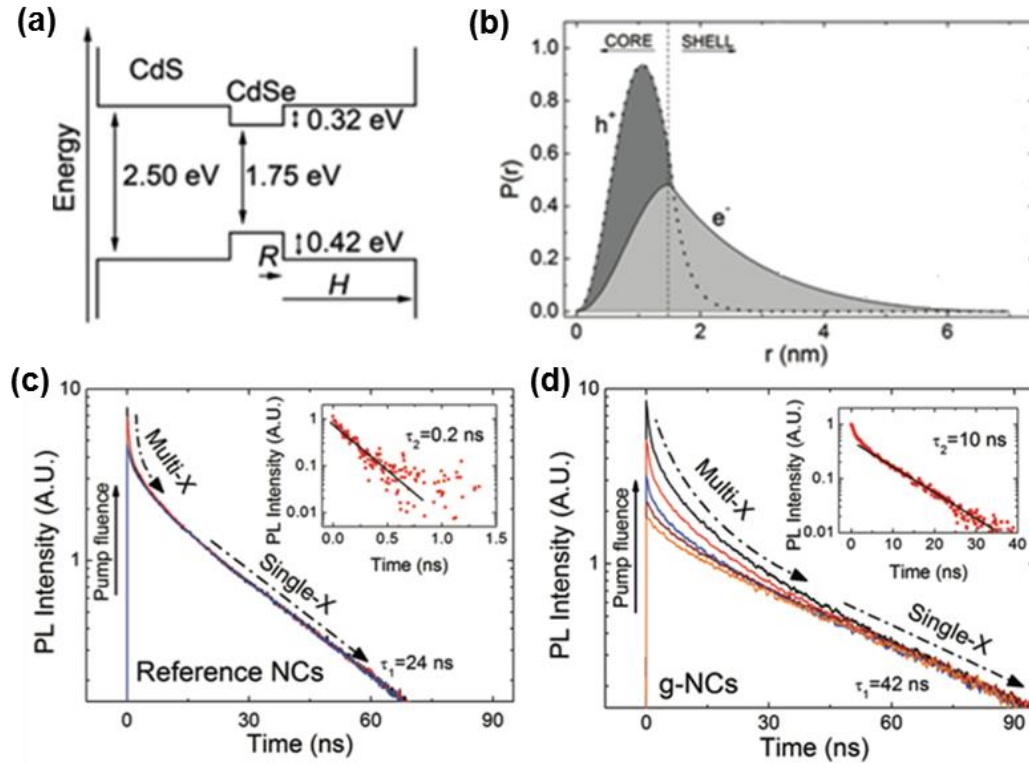 (a)
Energy
CdS
CdSe
0.32 eV
2.50 eV
1.75 eV
0.42 eV
R
H
(b)
P(r)
1.0
0.8
0.6
0.4
0.2
0.0
CORE
SHELL
h+
e-
0
2
4
6
r (nm)
(c)
PL Intensity (A.U.)
10
1
Pump fluence
Multi-X
Single-X
τ1=24 ns
Reference NCs
0
30
60
90
Time (ns)
PL Intensity (A.U.)
1
0.1
0.01
τ2=0.2 ns
0.0
0.5
1.0
1.5
Time (ns)
(d)
PL Intensity (A.U.)
10
1
Pump fluence
Multi-X
Single-X
τ1=42 ns
g-NCs
0
30
60
90
Time (ns)
PL Intensity (A.U.)
1
0.1
0.01
τ2=10 ns
0
10
20
30
40
Time (ns)